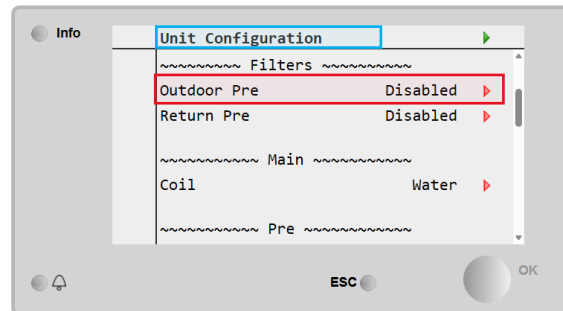 Info
Unit Configuration
~~~~~~~~~ Filters ~~~~~~~~~~
Outdoor Pre Disabled
Return Pre Disabled
~~~~~~~~~~~ Main ~~~~~~~~~~~
Coil Water
~~~~~~~~~~~ Pre ~~~~~~~~~~~~
ESC
OK